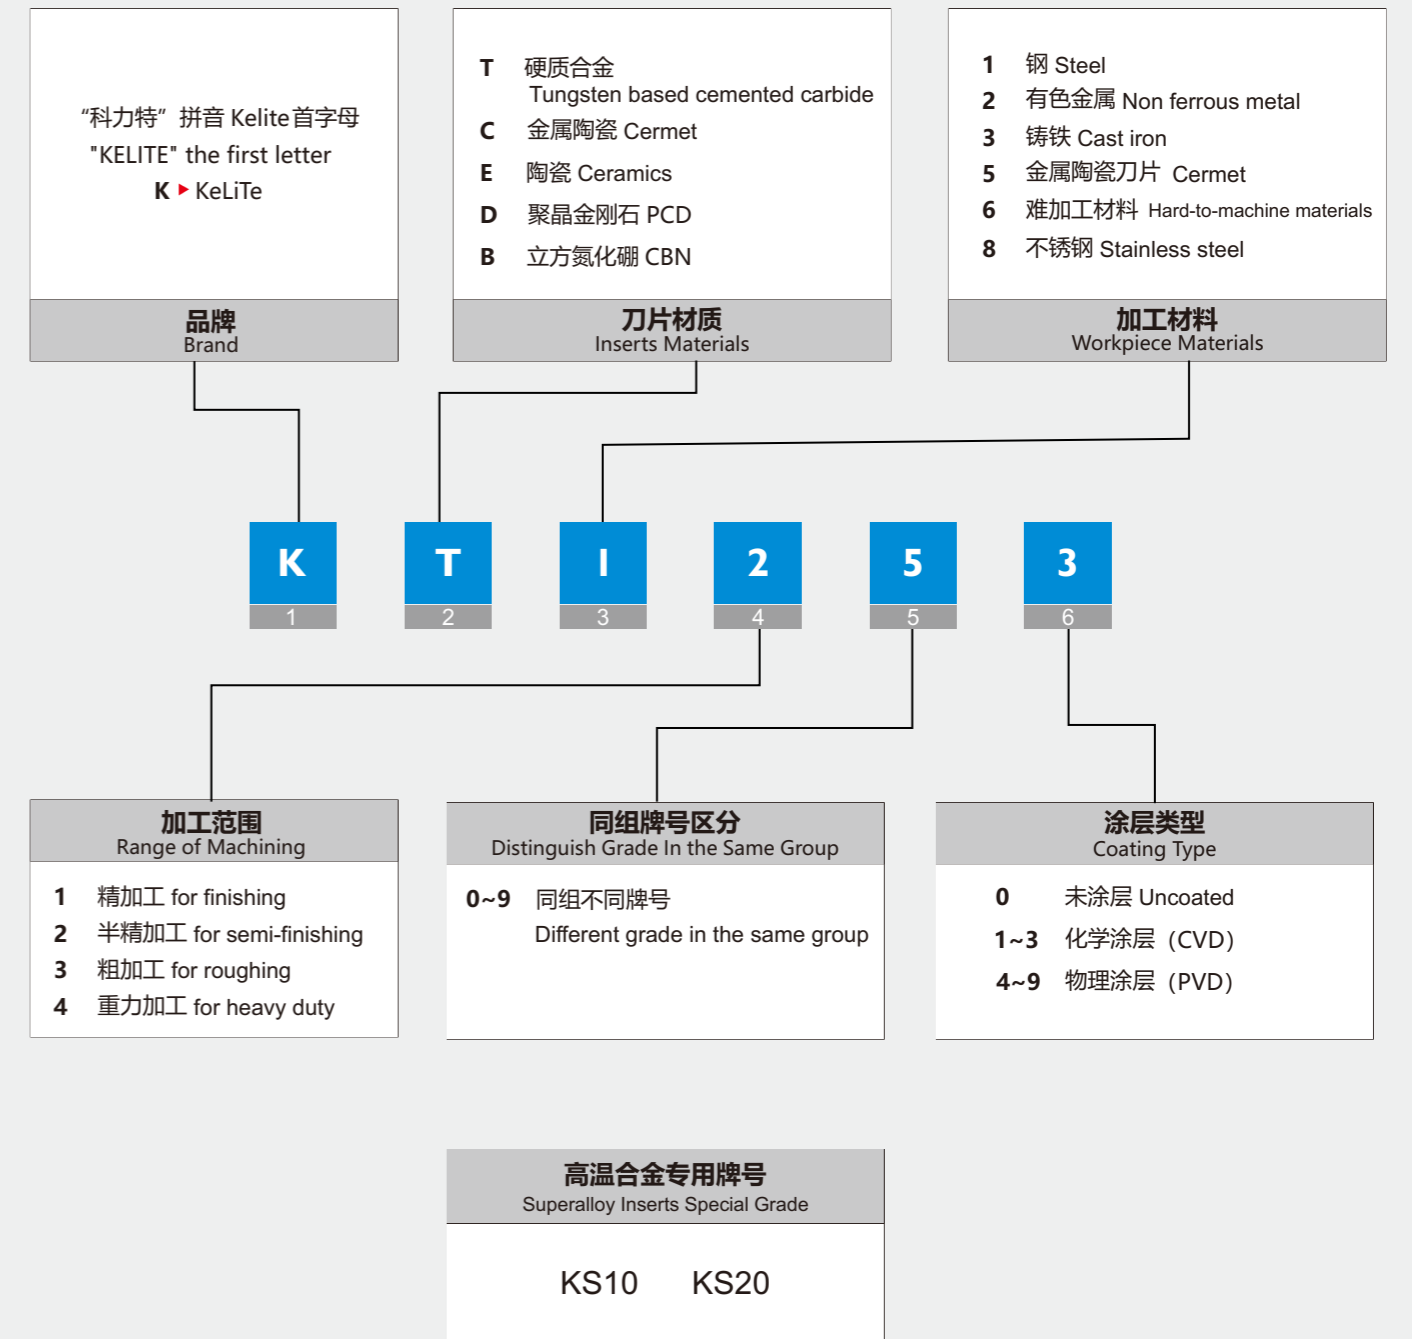 “科力特”拼音 Kelite首字母
"KELITE" the first letter
K ▶ KeLiTe
品牌
Brand
T 硬质合金
Tungsten based cemented carbide
C 金属陶瓷 Cermet
E 陶瓷 Ceramics
D 聚晶金刚石 PCD
B 立方氮化硼 CBN
刀片材质
Inserts Materials
1 钢 Steel
2 有色金属 Non ferrous metal
3 铸铁 Cast iron
5 金属陶瓷刀片 Cermet
6 难加工材料 Hard-to-machine materials
8 不锈钢 Stainless steel
加工材料
Workpiece Materials
K T 1 2 5 3
1 2 3 4 5 6
加工范围
Range of Machining
1 精加工 for finishing
2 半精加工 for semi-finishing
3 粗加工 for roughing
4 重力加工 for heavy duty
同组牌号区分
Distinguish Grade In the Same Group
0~9 同组不同牌号
Different grade in the same group
涂层类型
Coating Type
0 未涂层 Uncoated
1~3 化学涂层（CVD）
4~9 物理涂层（PVD）
高温合金专用牌号
Superalloy Inserts Special Grade
KS10 KS20